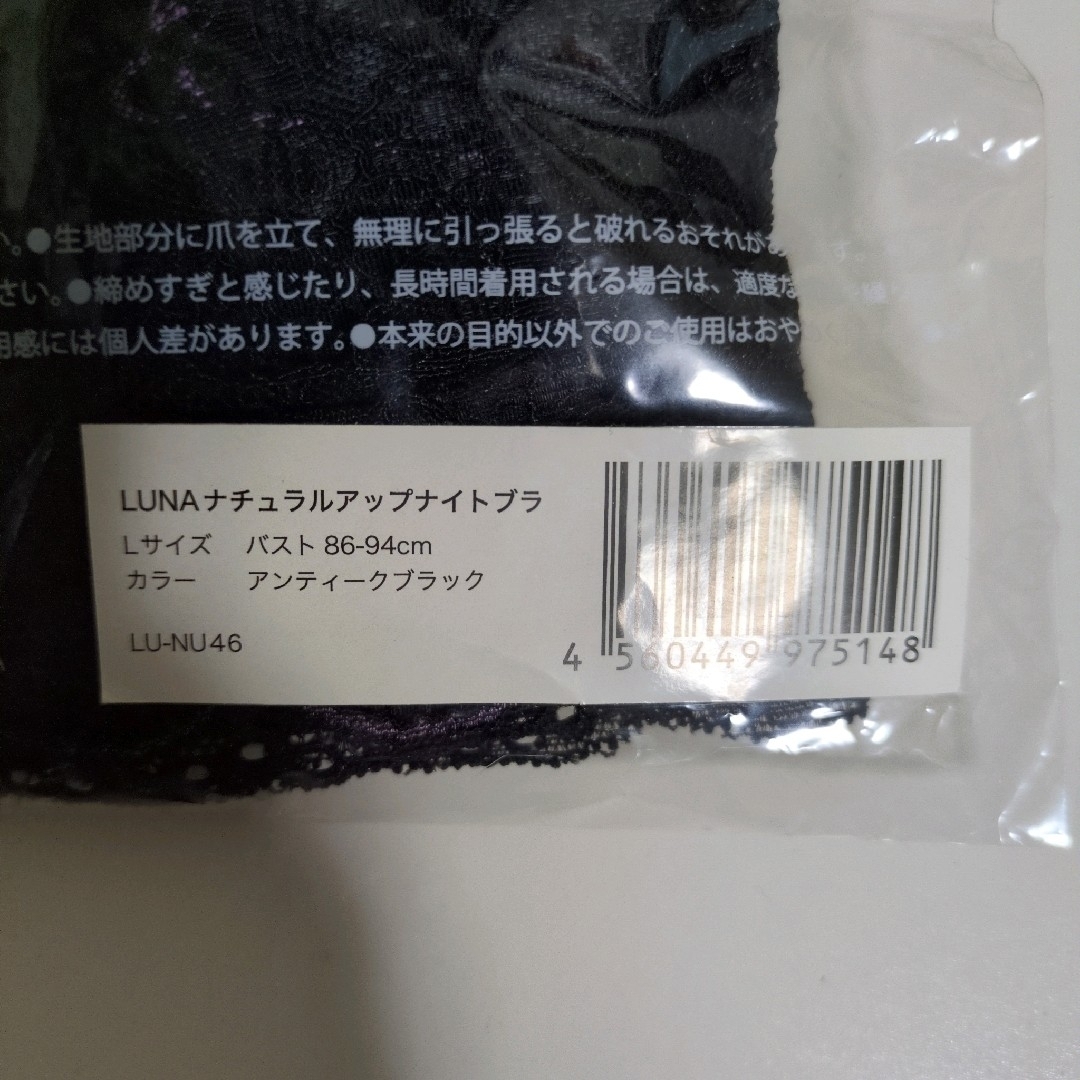 い。●生地部分に爪を立て、無理に引っ張ると破れるおそれがあ
さい。●締めすぎと感じたり、長時間着用される場合は、適度な
用感には個人差があります。●本来の目的以外でのご使用はおや
LUNAナチュラルアップナイトブラ
Lサイズ バスト 86-94cm
カラー アンティークブラック
LU-NU46
4 560449 975148